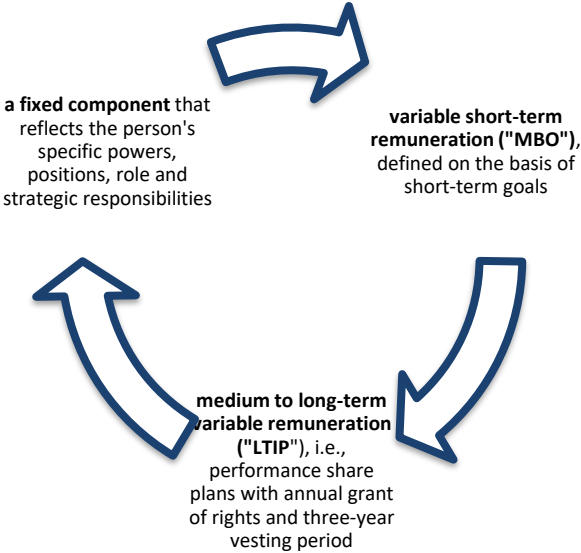 a fixed component that
reflects the person's
specific powers,
positions, role and
strategic responsibilities
variable short-term
remuneration ("MBO"),
defined on the basis of
short-term goals
medium to long-term
variable remuneration
("LTIP"), i.e.,
performance share
plans with annual grant
of rights and three-year
vesting period